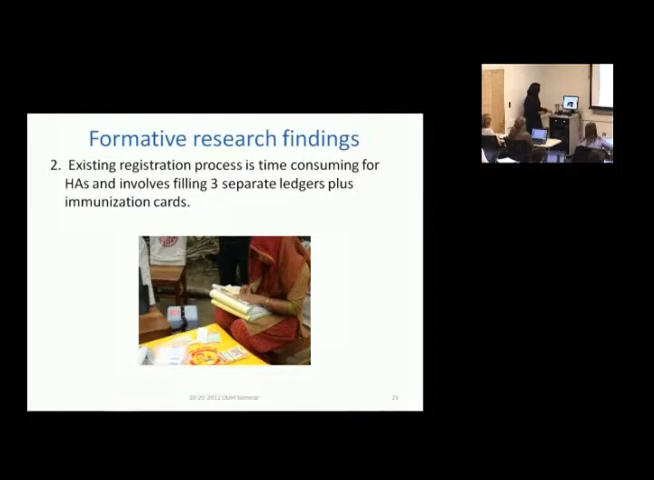 Formative research findings
2. Existing registration process is time consuming for
HAs and involves filling 3 separate ledgers plus
immunization cards.
Seminar